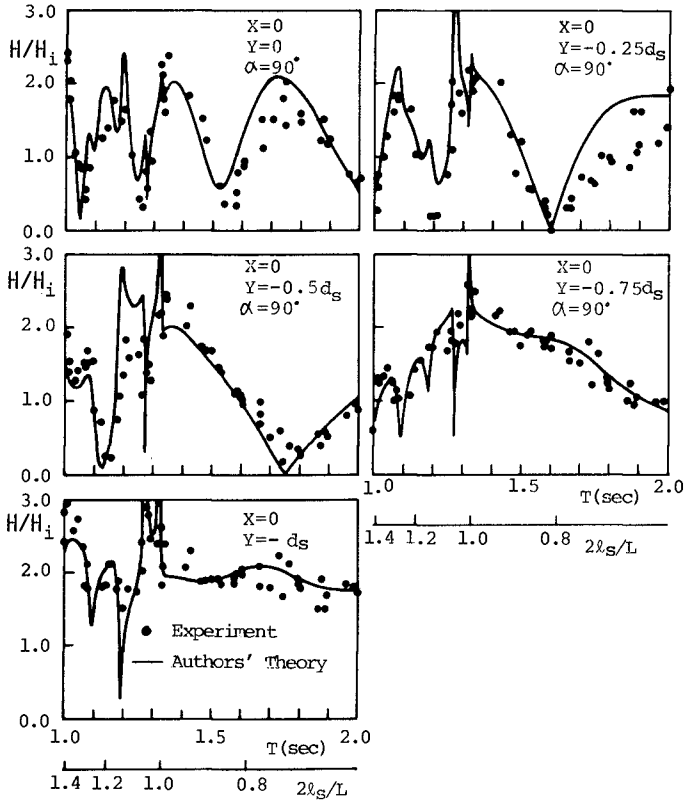 3.0
H/Hi
2.0
1.0
0.0
X=0
Y=0
α=90°
X=0
Y=-0.25ds
α=90°
3.0
H/Hi
2.0
1.0
0.0
X=0
Y=-0.5ds
α=90°
X=0
Y=-0.75ds
α=90°
1.0 1.5 2.0
T(sec)
1.4 1.2 1.0 0.8 2ℓs/L
3.0
H/Hi
2.0
1.0
0.0
X=0
Y=-ds
● Experiment
— Authors' Theory
1.0 1.5 2.0
T(sec)
1.4 1.2 1.0 0.8 2ℓs/L